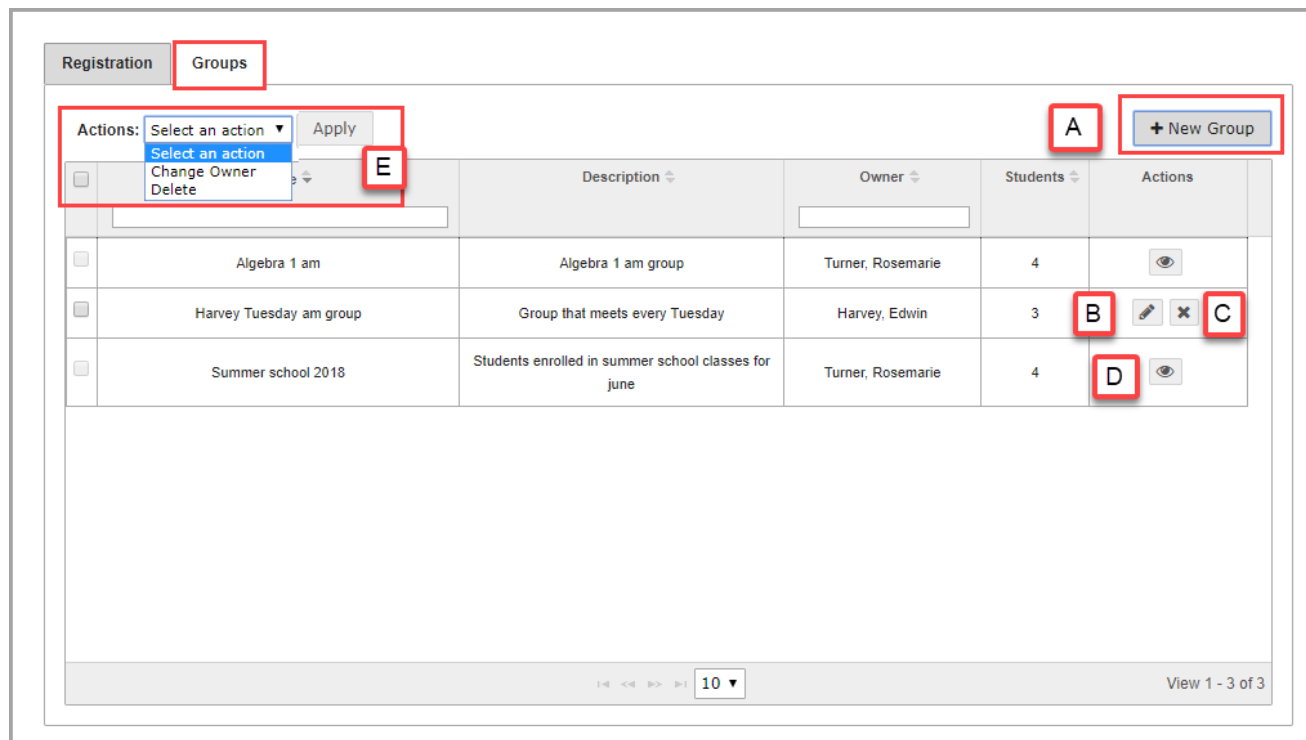 Registration Groups
Actions: Select an action ▼ Apply A + New Group
Select an action
Change Owner
Delete
E
Description Owner Students Actions
Algebra 1 am Algebra 1 am group Turner, Rosemarie 4
Harvey Tuesday am group Group that meets every Tuesday Harvey, Edwin 3 B C
Summer school 2018 Students enrolled in summer school classes for
june Turner, Rosemarie 4 D
10 ▼ View 1 - 3 of 3